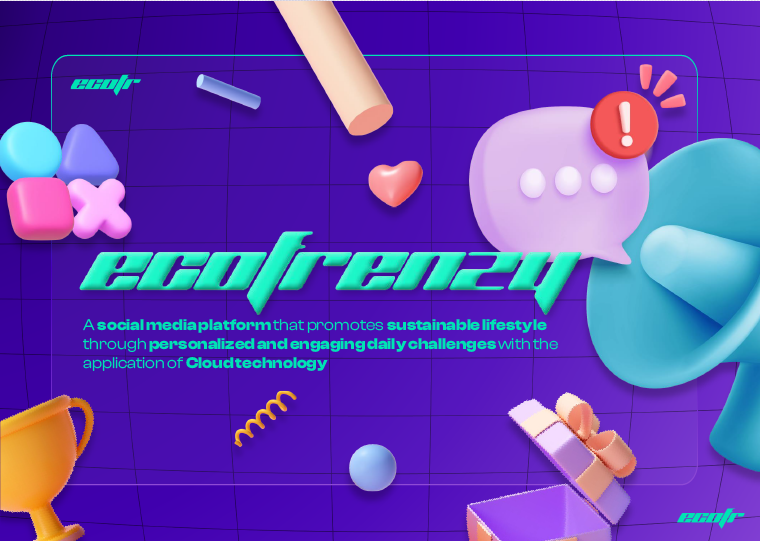 ecofr
!
ecofrenzy
A social media platform that promotes sustainable lifestyle
through personalized and engaging daily challenges with the
application of Cloud technology
ecofr